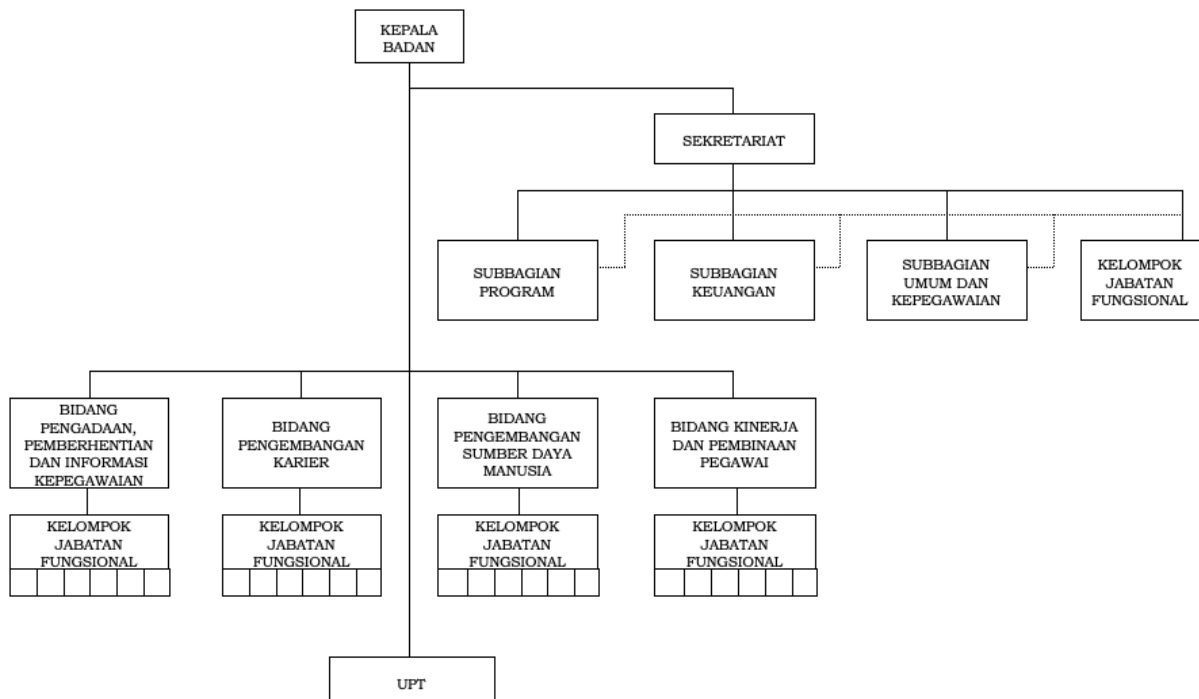 KEPALA
BADAN
SEKRETARIAT
SUBBAGIAN
PROGRAM
SUBBAGIAN
KEUANGAN
SUBBAGIAN
UMUM DAN
KEPEGAWAIAN
KELOMPOK
JABATAN
FUNGSIONAL
BIDANG
PENGADAAN,
PEMBERHENTIAN
DAN INFORMASI
KEPEGAWAIAN
BIDANG
PENGEMBANGAN
KARIER
BIDANG
PENGEMBANGAN
SUMBER DAYA
MANUSIA
BIDANG KINERJA
DAN PEMBINAAN
PEGAWAI
KELOMPOK
JABATAN
FUNGSIONAL
KELOMPOK
JABATAN
FUNGSIONAL
KELOMPOK
JABATAN
FUNGSIONAL
KELOMPOK
JABATAN
FUNGSIONAL
UPT